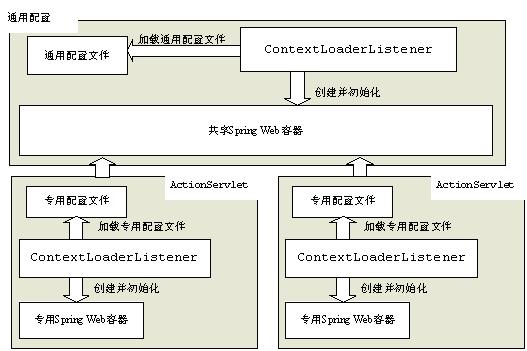 通用配置
通用配置文件
加载通用配置文件
ContextLoaderListener
创建并初始化
共享Spring Web容器
ActionServlet
专用配置文件
加载专用配置文件
ContextLoaderListener
创建并初始化
专用Spring Web容器
ActionServlet
专用配置文件
加载专用配置文件
ContextLoaderListener
创建并初始化
专用Spring Web容器